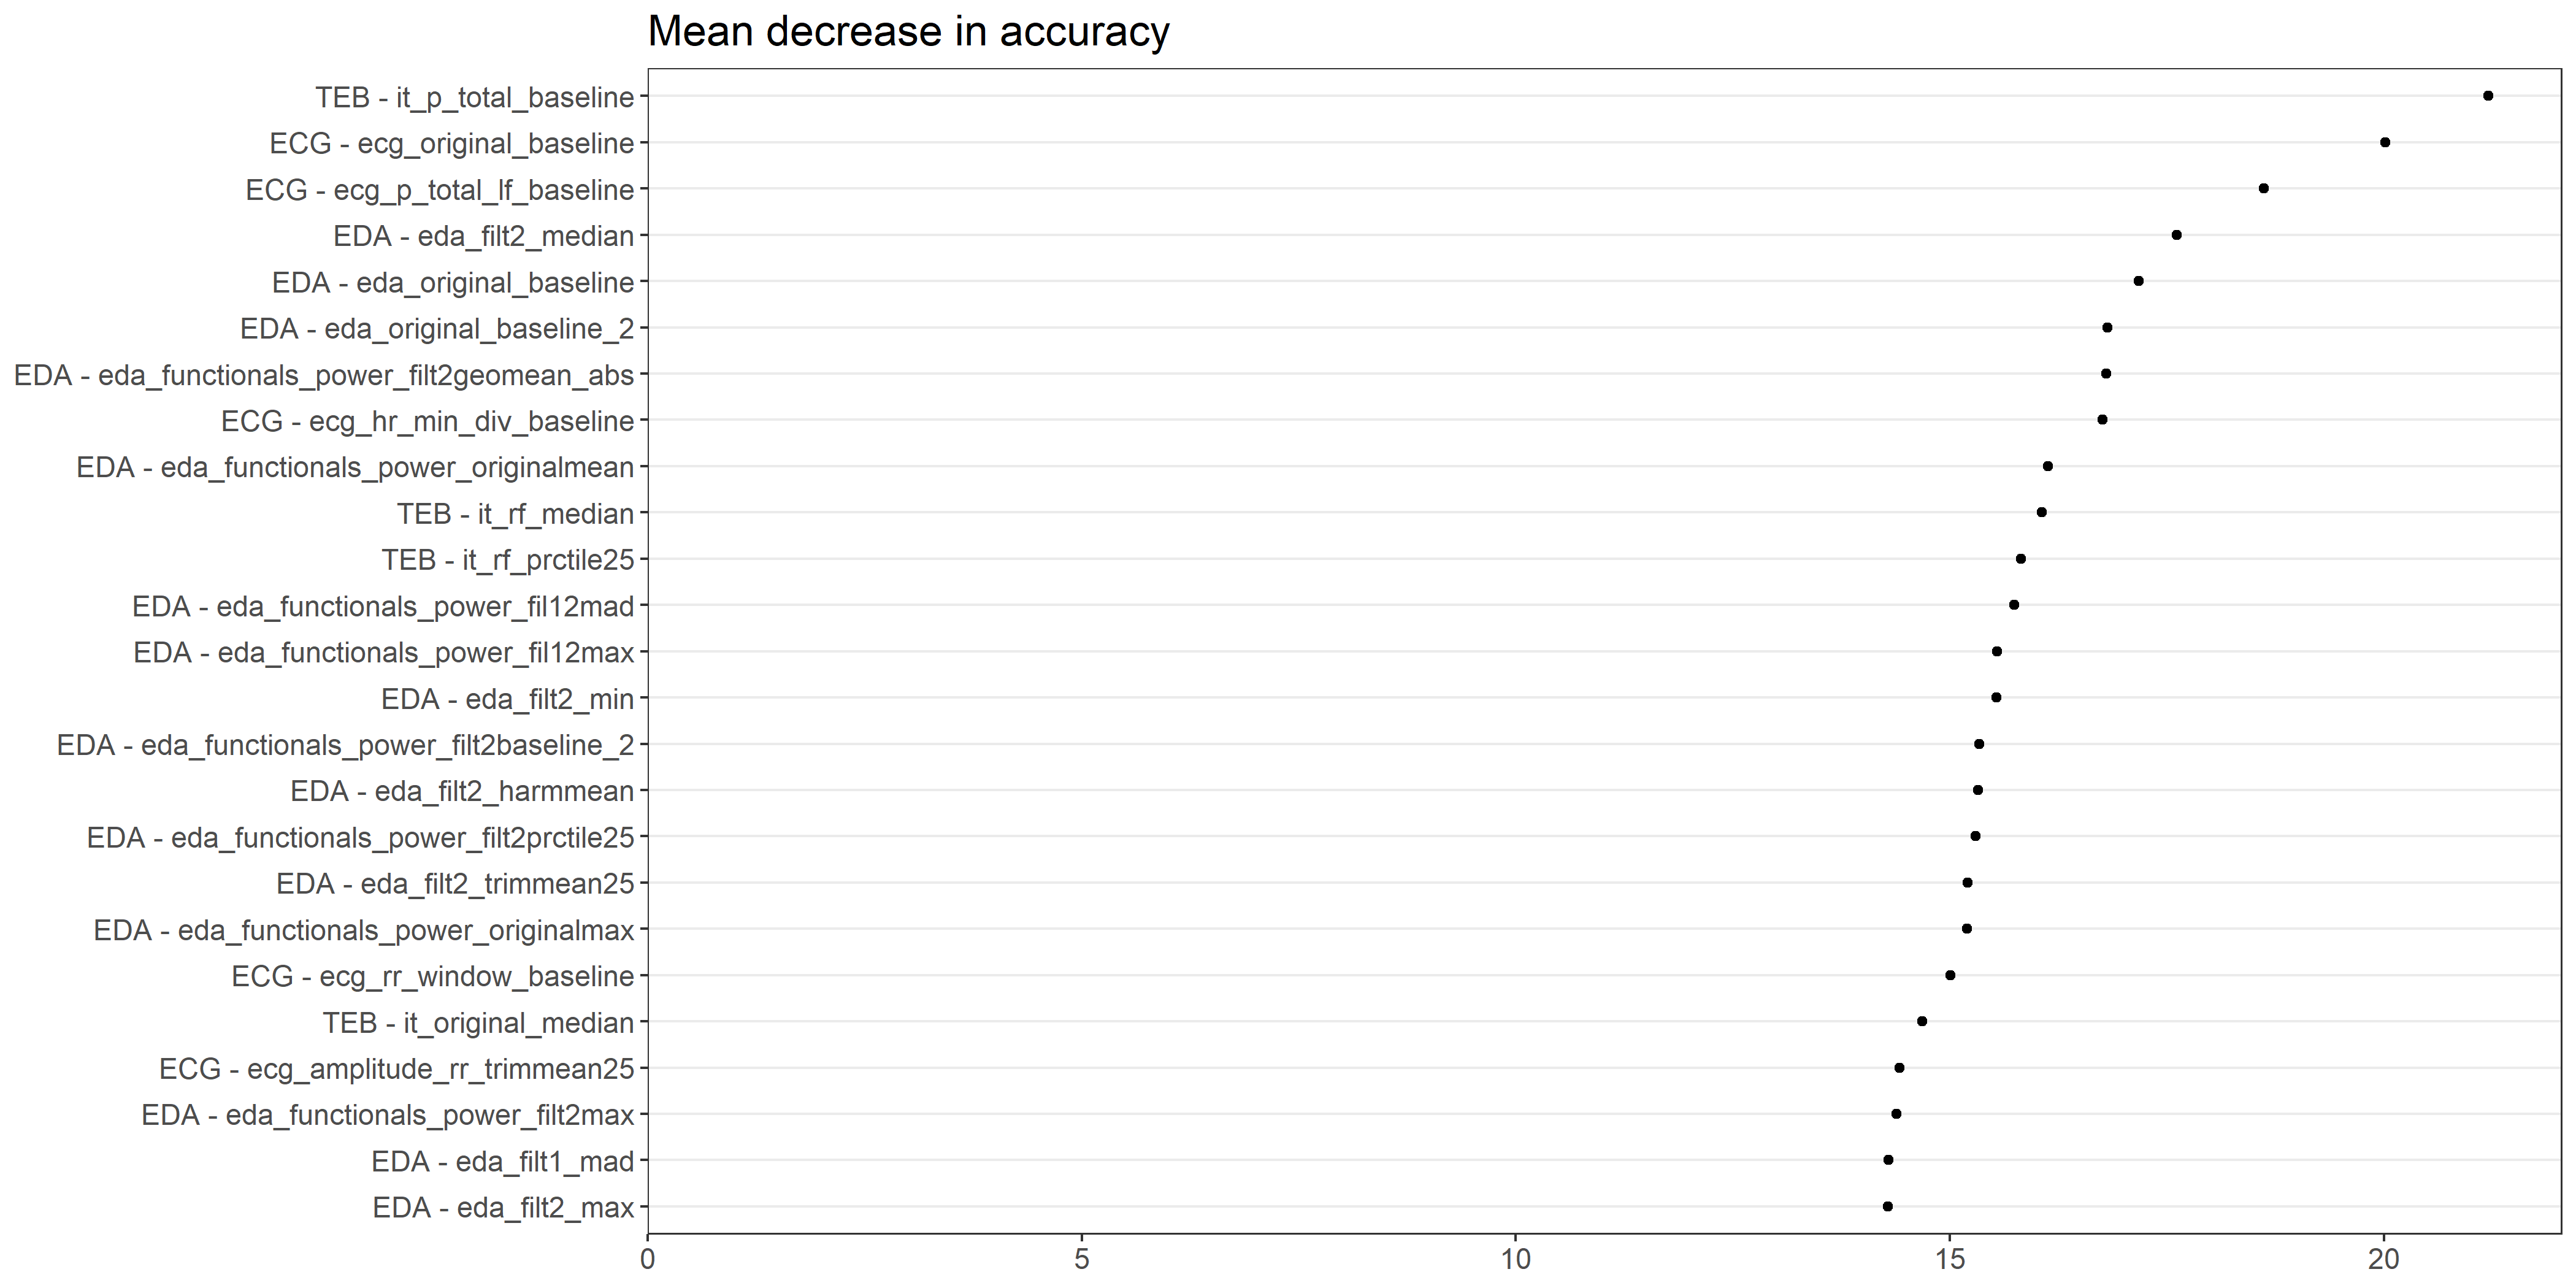 Mean decrease in accuracy
TEB - it_p_total_baseline
ECG - ecg_original_baseline
ECG - ecg_p_total_lf_baseline
EDA - eda_filt2_median
EDA - eda_original_baseline
EDA - eda_original_baseline_2
EDA - eda_functionals_power_filt2geomean_abs
ECG - ecg_hr_min_div_baseline
EDA - eda_functionals_power_originalmean
TEB - it_rf_median
TEB - it_rf_prctile25
EDA - eda_functionals_power_fil12mad
EDA - eda_functionals_power_fil12max
EDA - eda_filt2_min
EDA - eda_functionals_power_filt2baseline_2
EDA - eda_filt2_harmmean
EDA - eda_functionals_power_filt2prctile25
EDA - eda_filt2_trimmean25
EDA - eda_functionals_power_originalmax
ECG - ecg_rr_window_baseline
TEB - it_original_median
ECG - ecg_amplitude_rr_trimmean25
EDA - eda_functionals_power_filt2max
EDA - eda_filt1_mad
EDA - eda_filt2_max
0 5 10 15 20